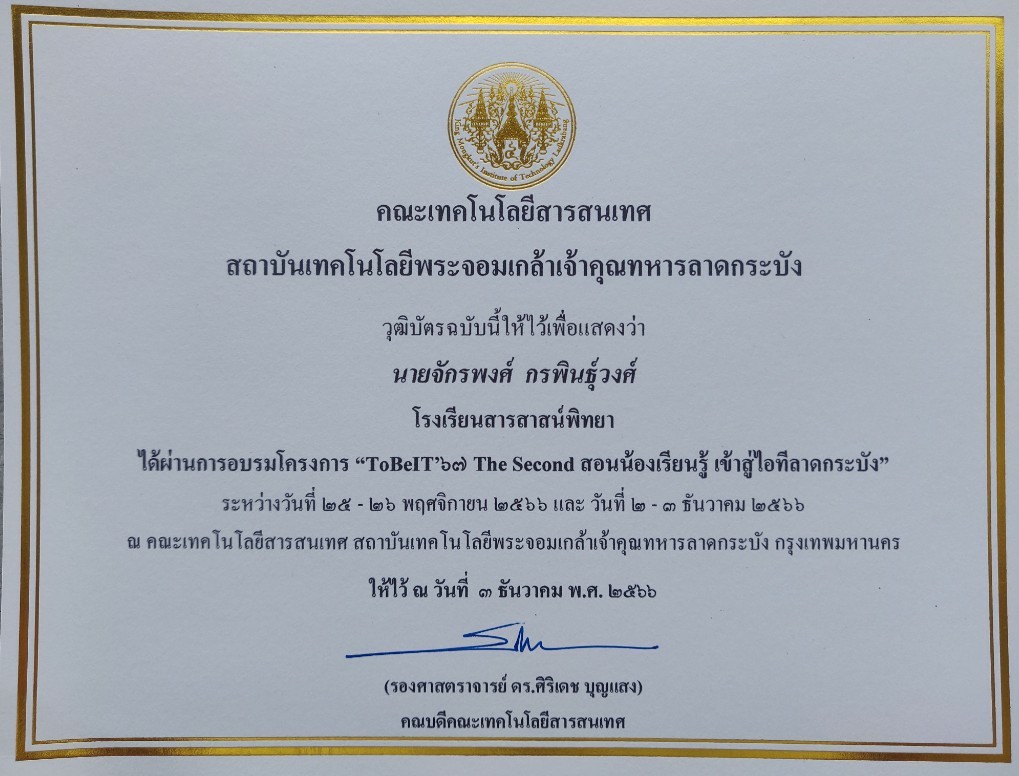 King Mongkut's Institute of Technology Ladkrabang
คณะเทคโนโลยีสารสนเทศ
สถาบันเทคโนโลยีพระจอมเกล้าเจ้าคุณทหารลาดกระบัง
วุฒิบัตรฉบับนี้ให้ไว้เพื่อแสดงว่า
นายจักรพงศ์ กรพินธุ์วงศ์
โรงเรียนสารสาสน์พิทยา
ได้ผ่านการอบรมโครงการ “ToBeIT’๖๗ The Second สอนน้องเรียนรู้ เข้าสู่ไอทีลาดกระบัง”
ระหว่างวันที่ ๒๕ - ๒๖ พฤศจิกายน ๒๕๖๖ และ วันที่ ๒ - ๓ ธันวาคม ๒๕๖๖
ณ คณะเทคโนโลยีสารสนเทศ สถาบันเทคโนโลยีพระจอมเกล้าเจ้าคุณทหารลาดกระบัง กรุงเทพมหานคร
ให้ไว้ ณ วันที่ ๓ ธันวาคม พ.ศ. ๒๕๖๖
(รองศาสตราจารย์ ดร.ศิริเดช บุญแสง)
คณบดีคณะเทคโนโลยีสารสนเทศ